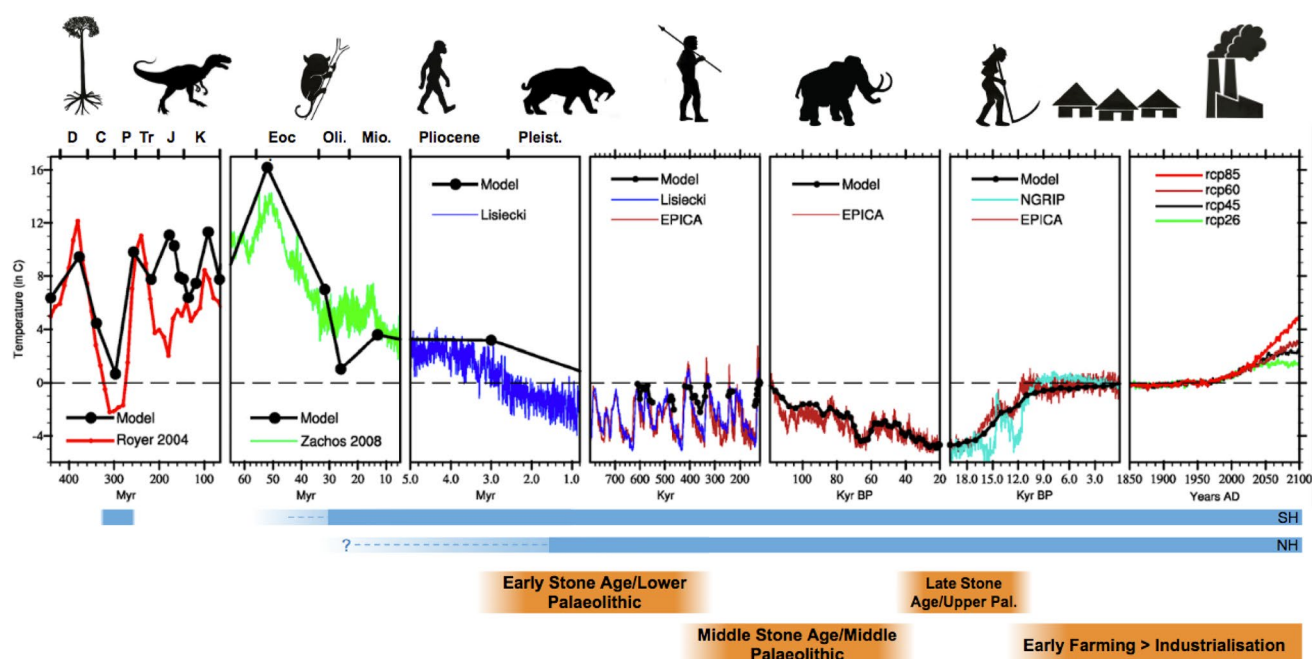 D C P Tr J K Eoc Oli. Mio. Pliocene Pleist.
Temperature (in C)
16
12
8
4
0
-4
Model
Royer 2004
400 300 200 100
Myr
Model
Zachos 2008
60 50 40 30 20 10
Myr
Model
Lisiecki
5.0 4.0 3.0 2.0 1.0
Myr
Model
Lisiecki
EPICA
700 600 500 400 300 200
Kyr
Model
EPICA
100 80 60 40 20
Kyr BP
Model
NGRIP
EPICA
18.0 15.0 12.0 9.0 6.0 3.0
Kyr BP
rcp85
rcp60
rcp45
rcp26
1850 1900 1950 2000 2050 2100
Years AD
SH
?
NH
Early Stone Age/Lower
Palaeolithic
Late Stone
Age/Upper Pal.
Middle Stone Age/Middle
Palaeolithic
Early Farming > Industrialisation